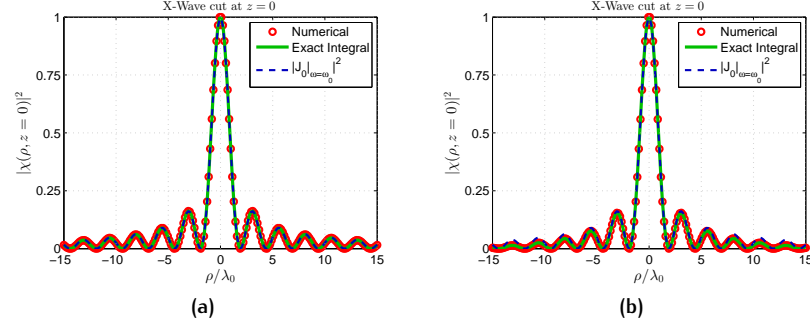 X-Wave cut at z = 0
1
0.75
0.5
0.25
0
|χ(ρ, z = 0)|²
Numerical
Exact Integral
|J₀|ω=ω₀|²
−15 −10 −5 0 5 10 15
ρ/λ₀
(a)
X-Wave cut at z = 0
1
0.75
0.5
0.25
0
|χ(ρ, z = 0)|²
Numerical
Exact Integral
|J₀|ω=ω₀|²
−15 −10 −5 0 5 10 15
ρ/λ₀
(b)